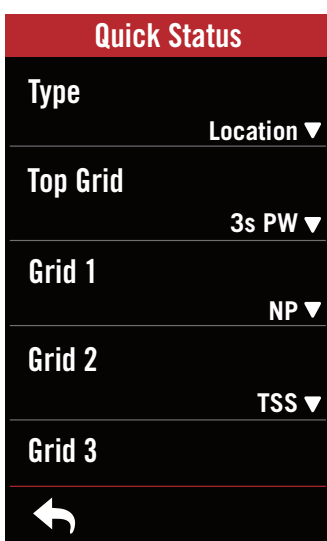 Quick Status
Type
Location ▼
Top Grid
3s PW ▼
Grid 1
NP ▼
Grid 2
TSS ▼
Grid 3